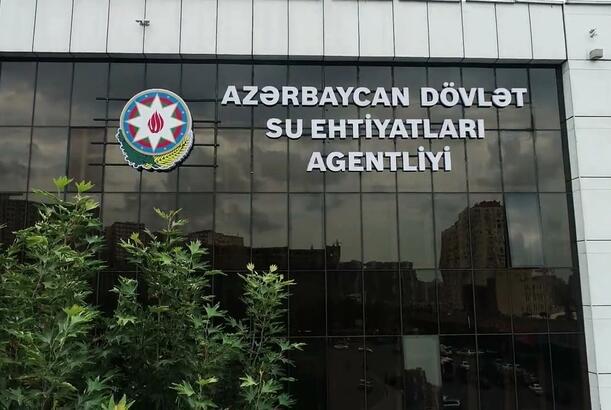 AZƏRBAYCAN DÖVLƏT
SU EHTİYATLARI
AGENTLİYİ